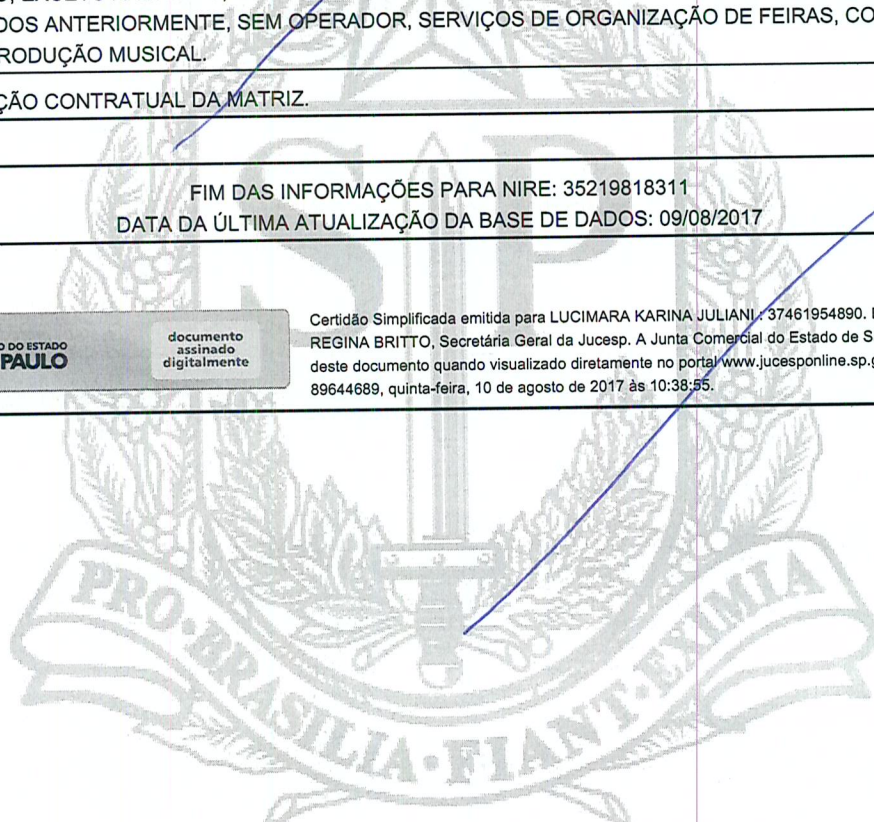 DOS ANTERIORMENTE, SEM OPERADOR, SERVIÇOS DE ORGANIZAÇÃO DE FEIRAS, CO
RODUÇÃO MUSICAL.
ÇÃO CONTRATUAL DA MATRIZ.
FIM DAS INFORMAÇÕES PARA NIRE: 35219818311
DATA DA ÚLTIMA ATUALIZAÇÃO DA BASE DE DADOS: 09/08/2017
O DO ESTADO
PAULO
documento
assinado
digitalmente
Certidão Simplificada emitida para LUCIMARA KARINA JULIANI : 37461954890.
REGINA BRITTO, Secretária Geral da Jucesp. A Junta Comercial do Estado de S
deste documento quando visualizado diretamente no portal www.jucesponline.sp.g
89644689, quinta-feira, 10 de agosto de 2017 às 10:38:55.
SP
PRO·BRASILIA·FIANT·EXIMIA